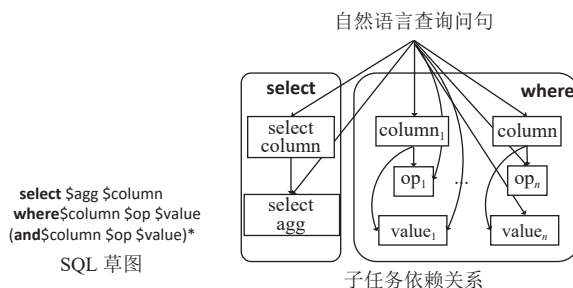 自然语言查询问句
select
where
select
column
column1
column
op1
...
opn
select
agg
value1
valuen
select $agg $column
where$column $op $value
(and$column $op $value)*
SQL 草图
子任务依赖关系